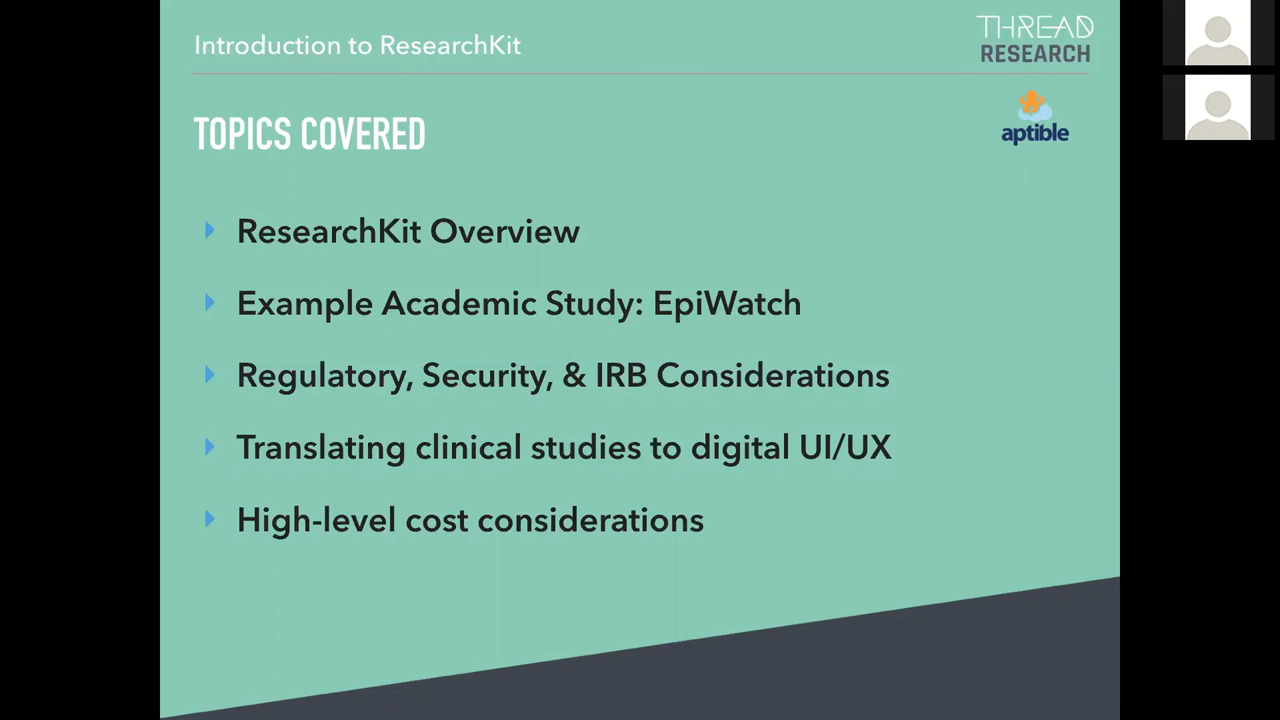 Introduction to ResearchKit
THREAD
RESEARCH
aptible
TOPICS COVERED
ResearchKit Overview
Example Academic Study: EpiWatch
Regulatory, Security, & IRB Considerations
Translating clinical studies to digital UI/UX
High-level cost considerations